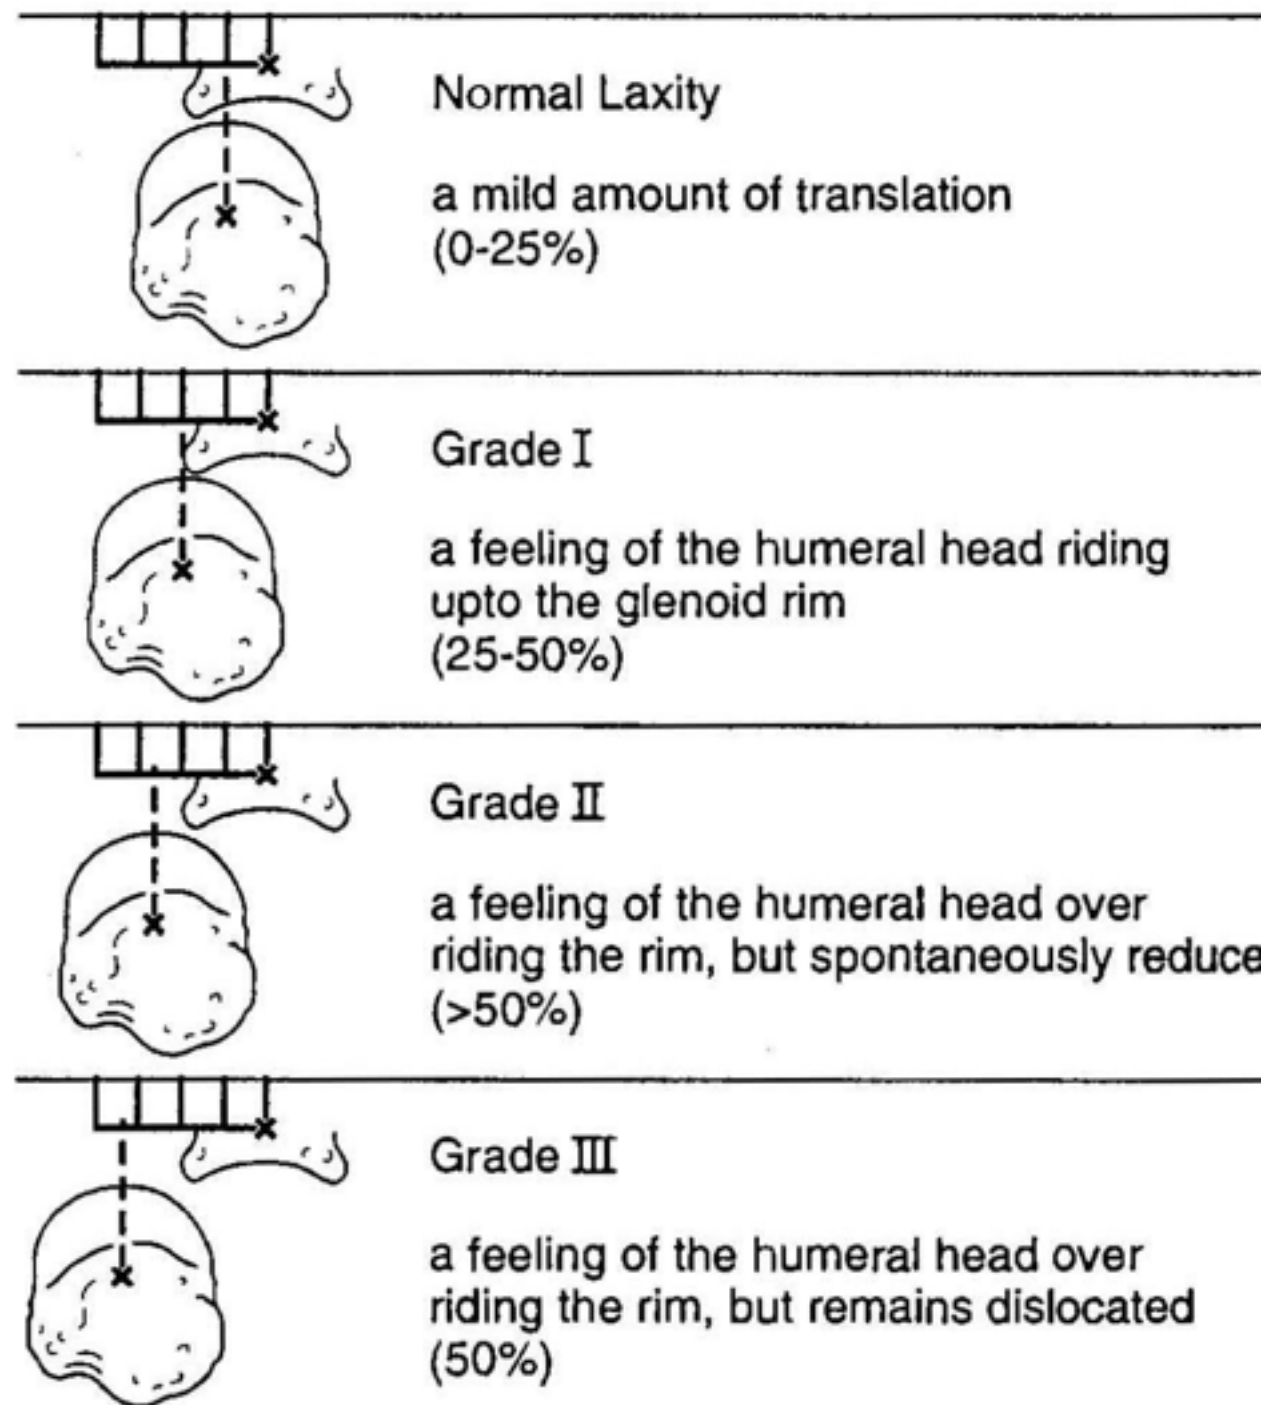 Normal Laxity
a mild amount of translation
(0-25%)
Grade I
a feeling of the humeral head riding
upto the glenoid rim
(25-50%)
Grade II
a feeling of the humeral head over
riding the rim, but spontaneously reduce
(>50%)
Grade III
a feeling of the humeral head over
riding the rim, but remains dislocated
(50%)